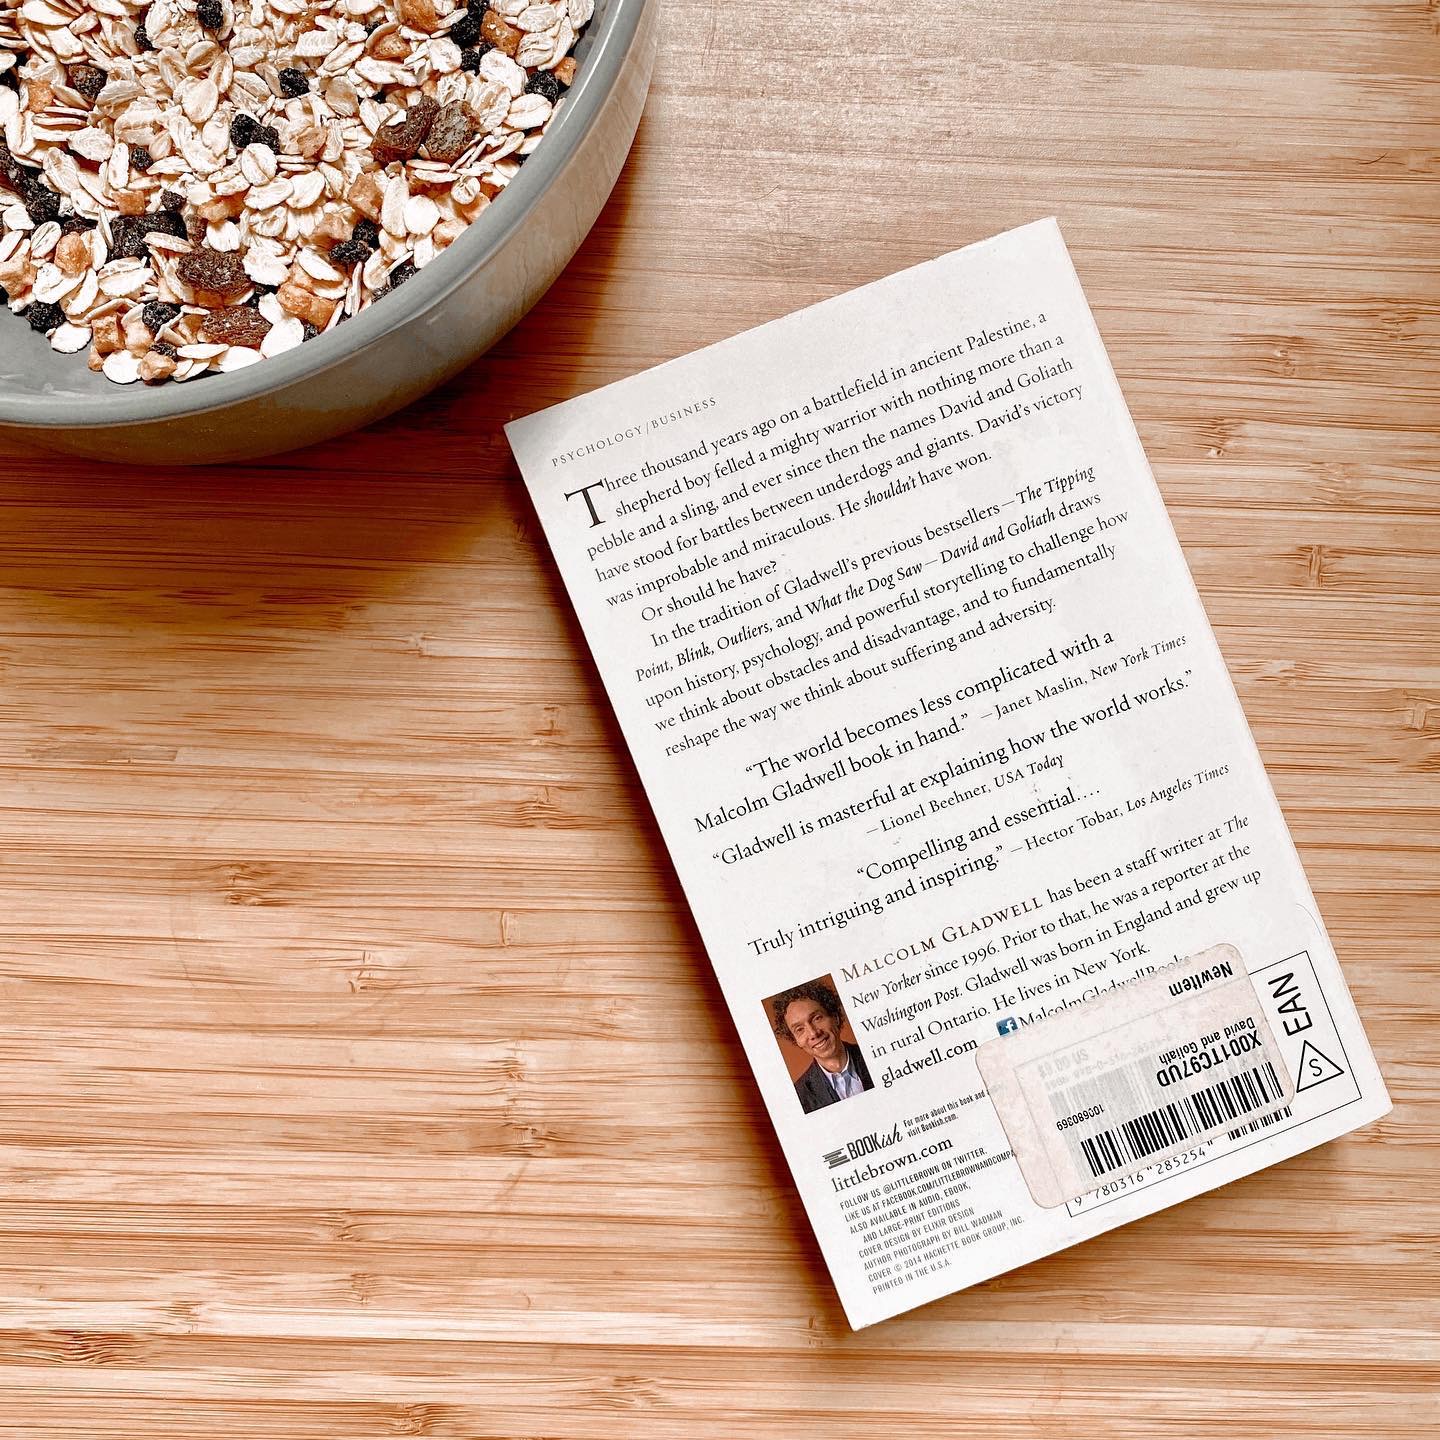 PSYCHOLOGY/BUSINESS
Three thousand years ago on a battlefield in ancient Palestine, a
shepherd boy felled a mighty warrior with nothing more than a
pebble and a sling, and ever since then the names David and Goliath
have stood for battles between underdogs and giants. David's victory
was improbable and miraculous. He shouldn't have won.
Or should he have?
In the tradition of Gladwell's previous bestsellers—The Tipping
Point, Blink, Outliers, and What the Dog Saw—David and Goliath draws
upon history, psychology, and powerful storytelling to challenge how
we think about obstacles and disadvantage, and to fundamentally
reshape the way we think about suffering and adversity.
“The world becomes less complicated with a
Malcolm Gladwell book in hand.” —Janet Maslin, New York Times
“Gladwell is masterful at explaining how the world works.”
—Lionel Beehner, USA Today
“Compelling and essential....
Truly intriguing and inspiring.” —Hector Tobar, Los Angeles Times
MALCOLM GLADWELL has been a staff writer at The
New Yorker since 1996. Prior to that, he was a reporter at the
Washington Post. Gladwell was born in England and grew up
in rural Ontario. He lives in New York.
gladwell.com MalcolmGladwellBooks
BOOKish For more about this book and
visit Bookish.com.
littlebrown.com
FOLLOW US @LITTLEBROWN ON TWITTER.
LIKE US AT FACEBOOK.COM/LITTLEBROWNANDCOMPA
ALSO AVAILABLE IN AUDIO, EBOOK,
AND LARGE-PRINT EDITIONS
COVER DESIGN BY ELIXIR DESIGN
AUTHOR PHOTOGRAPH BY BILL WADMAN
COVER © 2014 HACHETTE BOOK GROUP, INC.
PRINTED IN THE U.S.A.
100680369
X001TC97UD
David and Goliath
NewItem
EAN
S
9 780316 285254